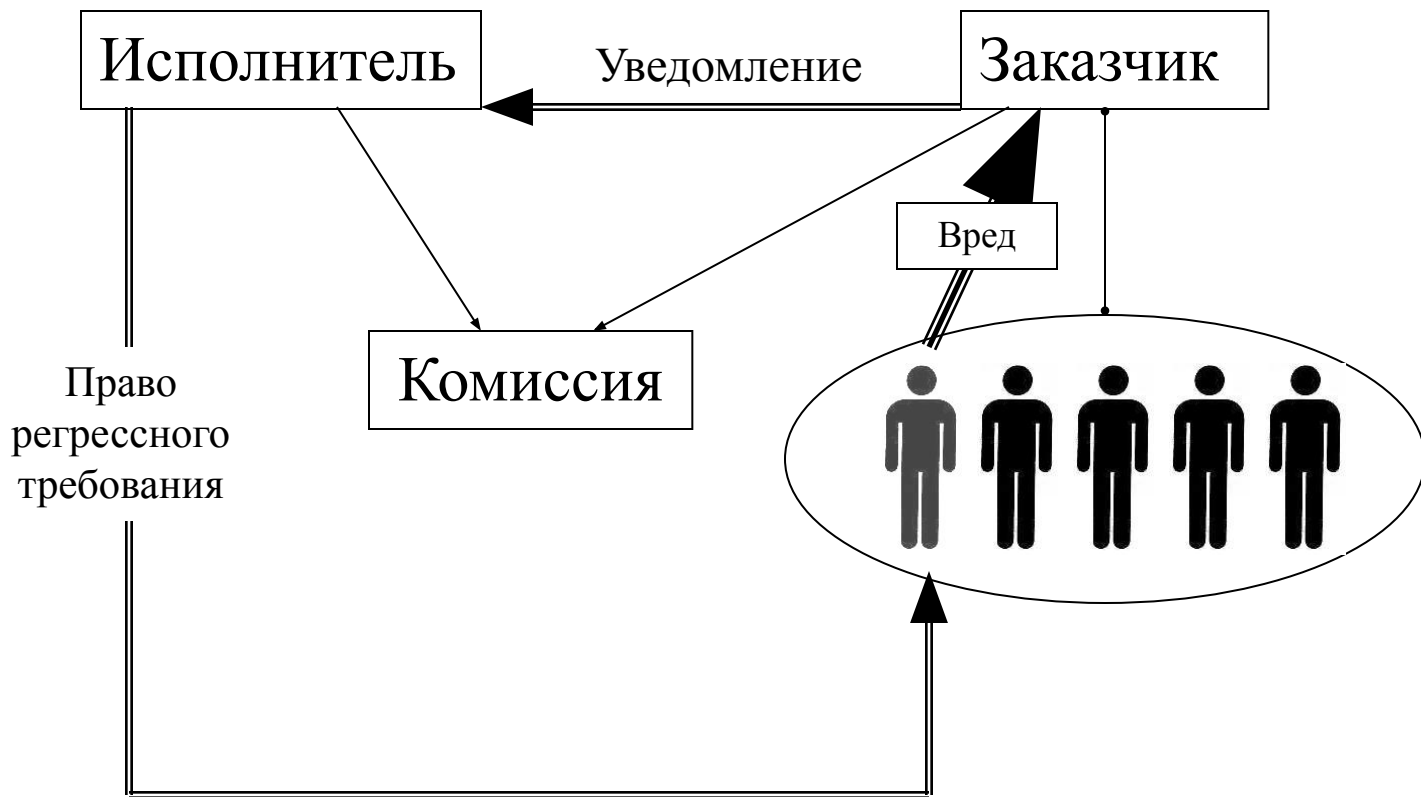 Исполнитель
Уведомление
Заказчик
Вред
Комиссия
Право
регрессного
требования